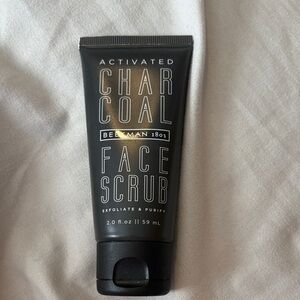 ACTIVATED
CHAR
COAL
BEEKMAN 1802
FACE
SCRUB
EXFOLIATE & PURIFY
2.0 fl.oz || 59 mL